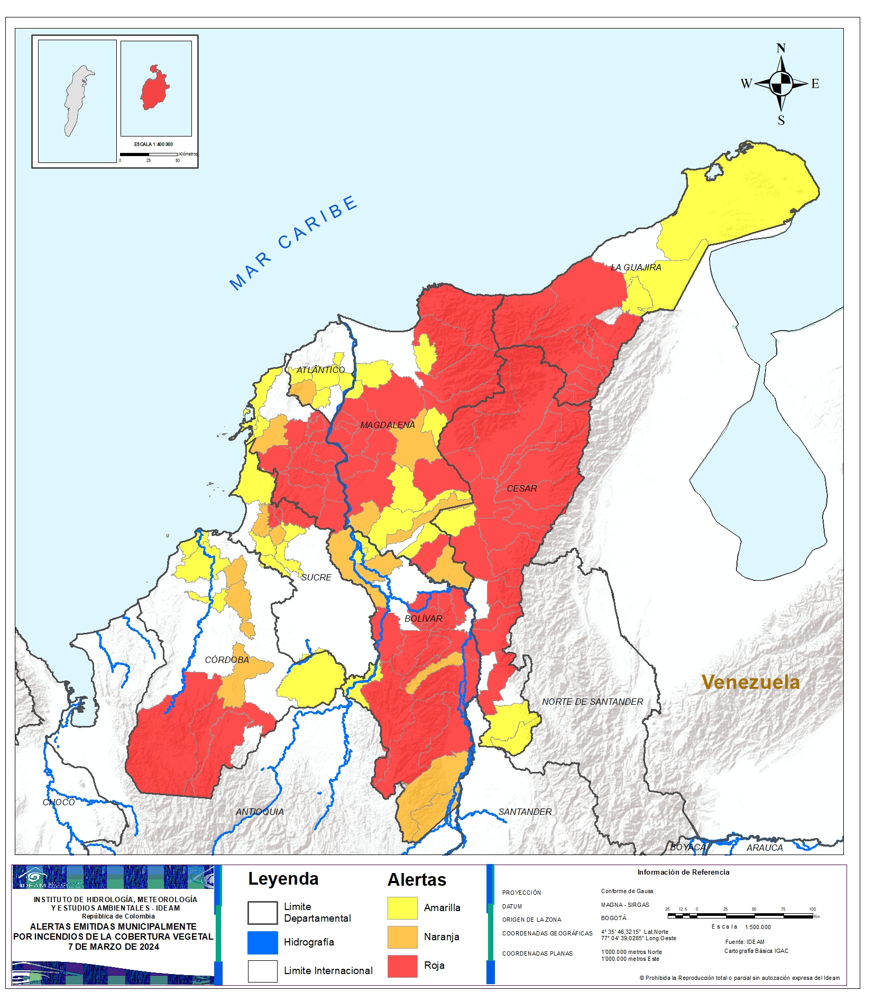 ESCALA 1:400.000
Kilómetros
0 25 50
N
W E
S
MAR CARIBE
LA GUAJIRA
ATLÁNTICO
MAGDALENA
CESAR
SUCRE
BOLÍVAR
CÓRDOBA
Venezuela
NORTE DE SANTANDER
CHOCÓ
ANTIOQUIA
SANTANDER
BOYACÁ
ARAUCA
IDEAM
INSTITUTO DE HIDROLOGÍA, METEOROLOGÍA
Y ESTUDIOS AMBIENTALES - IDEAM
República de Colombia
ALERTAS EMITIDAS MUNICIPALMENTE
POR INCENDIOS DE LA COBERTURA VEGETAL
7 DE MARZO DE 2024
Leyenda
Limite
Departamental
Hidrografía
Limite Internacional
Alertas
Amarilla
Naranja
Roja
Información de Referencia
PROYECCIÓN Conforme de Gauss
DATUM MAGNA - SIRGAS
ORIGEN DE LA ZONA BOGOTÁ
COORDENADAS GEOGRÁFICAS 4° 35' 46,3215" Lat.Norte
77° 04' 39,0285" Long.Oeste
COORDENADAS PLANAS 1'000.000 metros Norte
1'000.000 metros Este
25 12.5 0 25 50 75 100
Km
Escala 1:500.000
Fuente: IDEAM
Cartografía Básica IGAC
© Prohibida la Reproducción total o parcial sin autozación expresa del Ideam